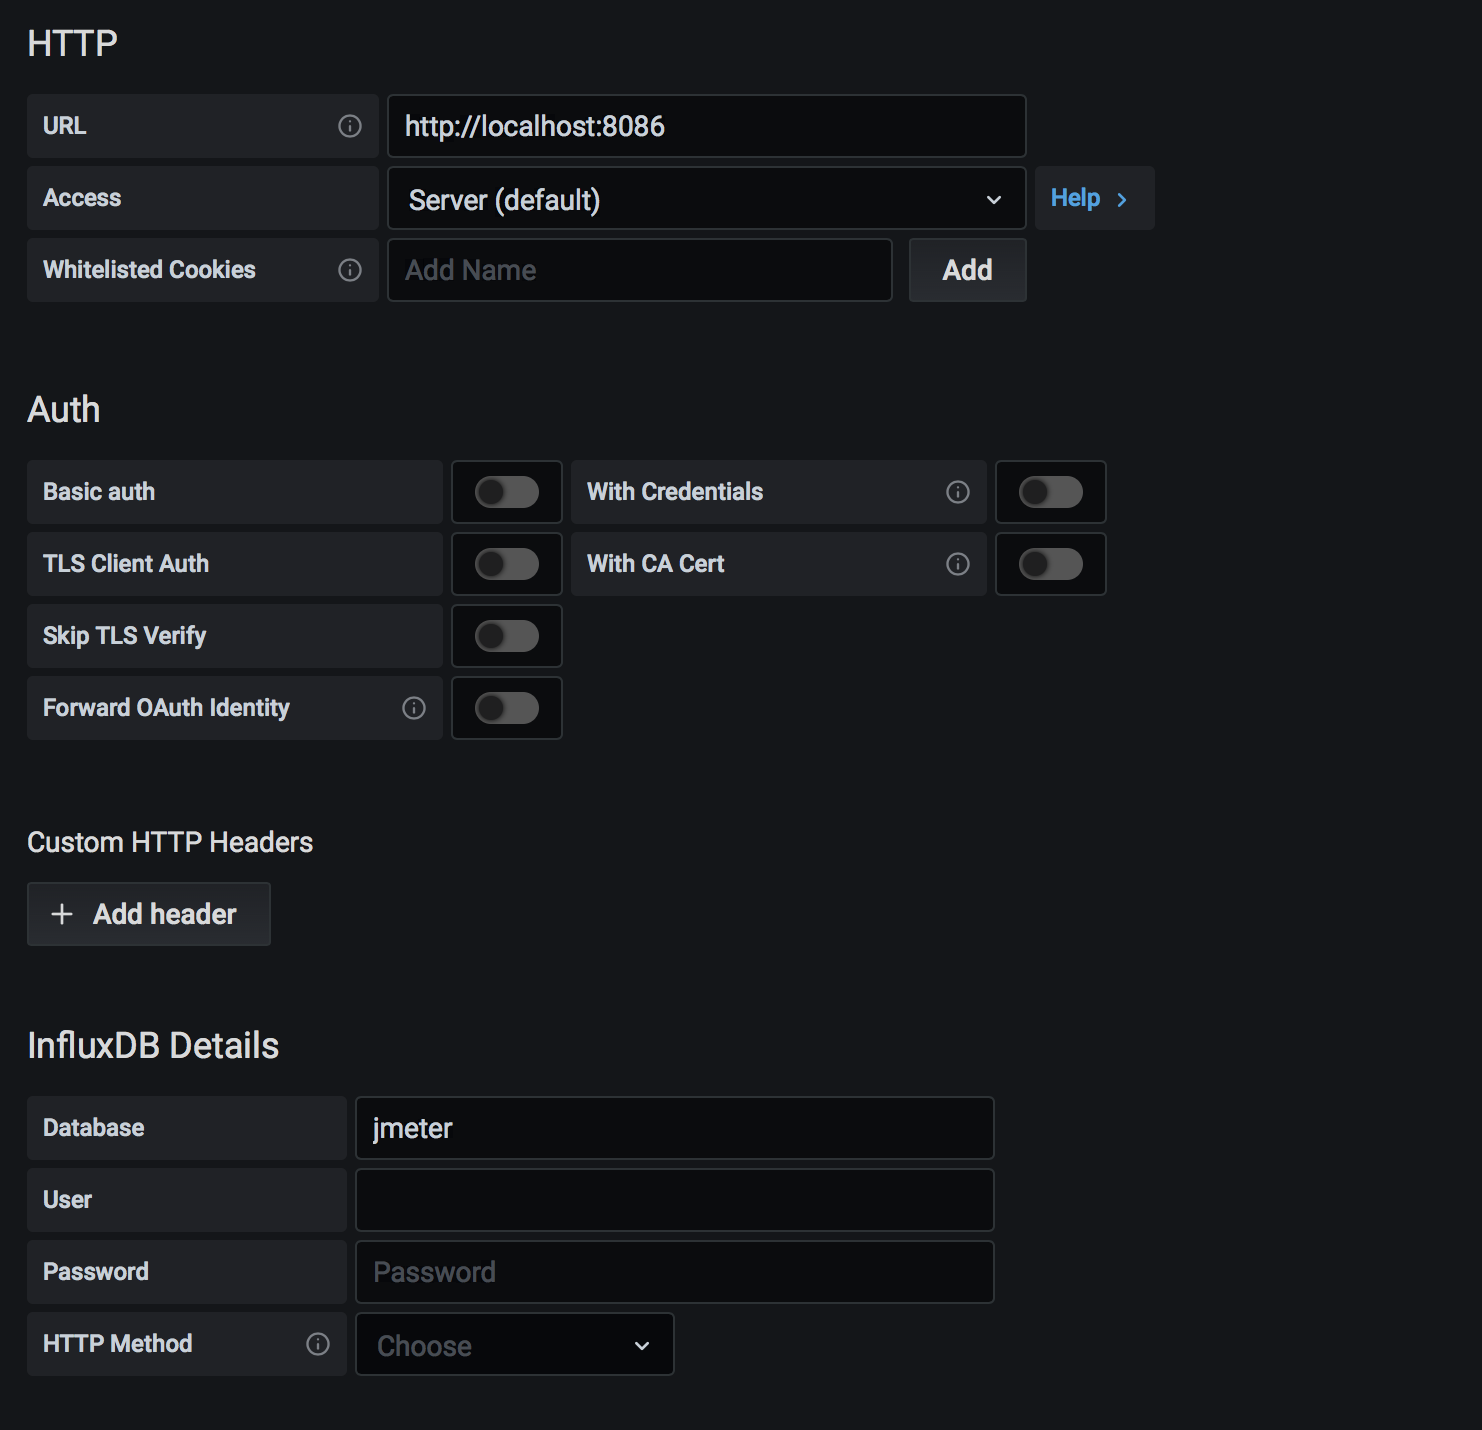 HTTP
URL
http://localhost:8086
Access
Server (default)
Help
Whitelisted Cookies
Add Name
Add
Auth
Basic auth
With Credentials
TLS Client Auth
With CA Cert
Skip TLS Verify
Forward OAuth Identity
Custom HTTP Headers
+ Add header
InfluxDB Details
Database
jmeter
User
Password
Password
HTTP Method
Choose